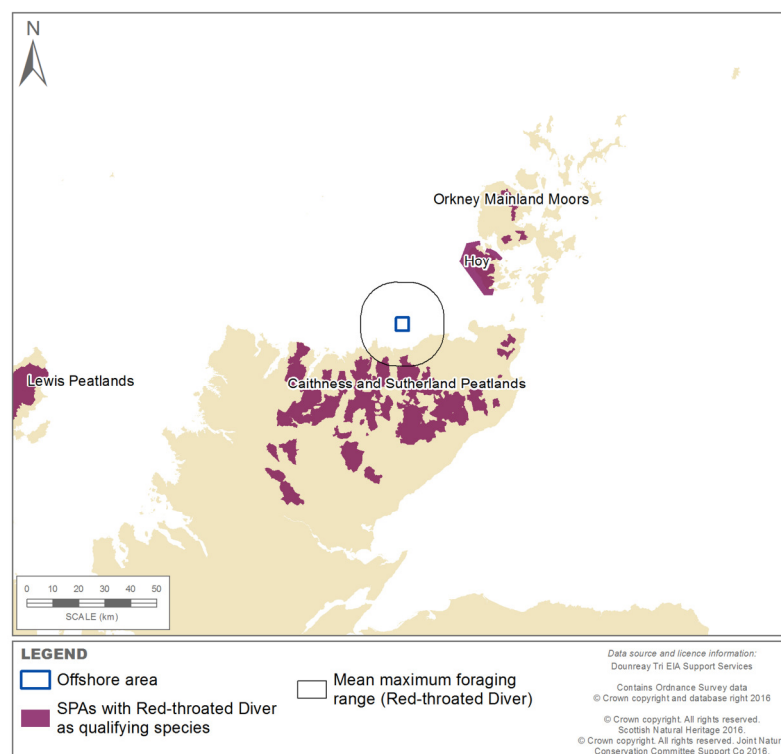 N
Orkney Mainland Moors
Hoy
Lewis Peatlands
Caithness and Sutherland Peatlands
0 10 20 30 40 50
SCALE (km)
LEGEND
Offshore area
SPAs with Red-throated Diver
as qualifying species
Mean maximum foraging
range (Red-throated Diver)
Data source and licence information:
Dounreay Tri EIA Support Services
Contains Ordnance Survey data
© Crown copyright and database right 2016
© Crown copyright. All rights reserved.
Scottish Natural Heritage 2016.
© Crown copyright. All rights reserved. Joint Natur
Conservation Committee Support Co 2016.